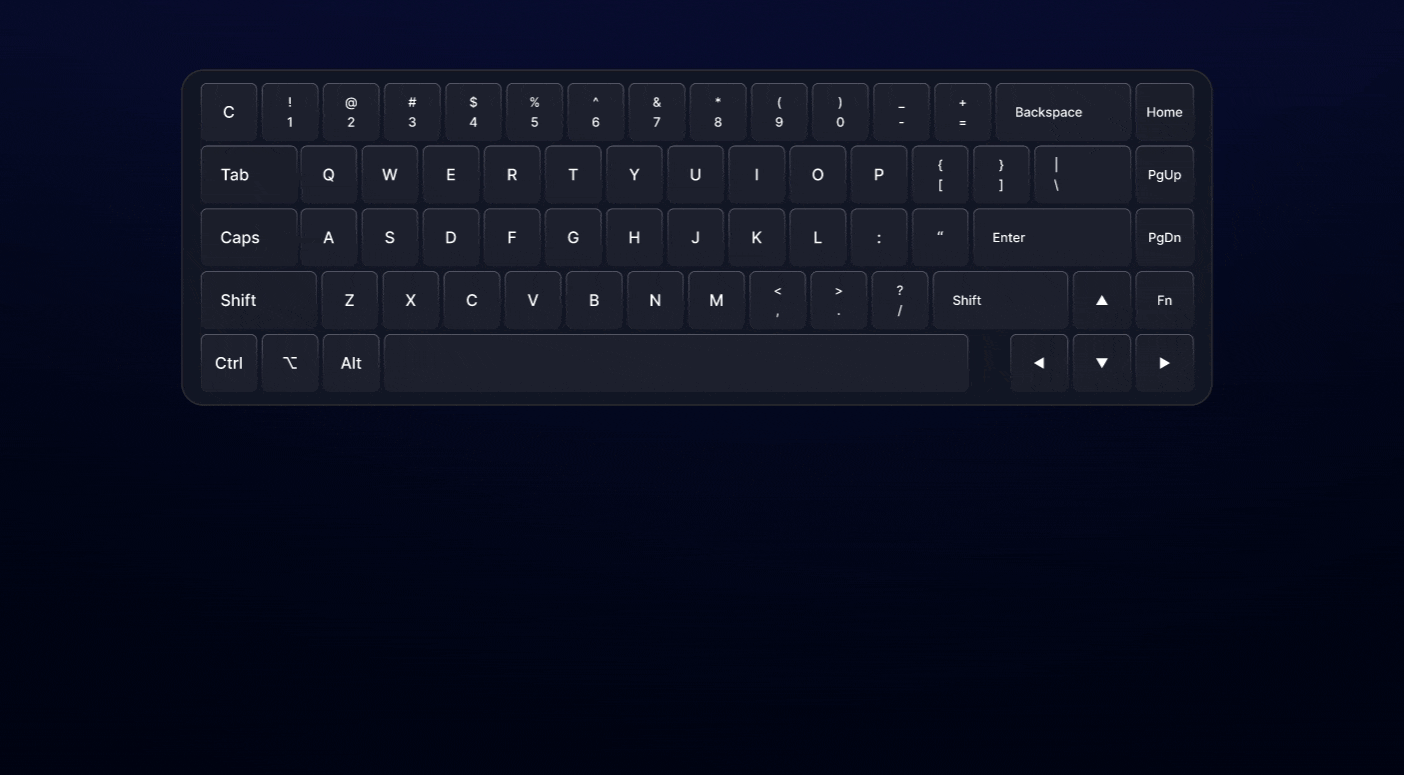 C ! @ # $ % ^ & * ( ) _ + Backspace Home
1 2 3 4 5 6 7 8 9 0 - =
Tab Q W E R T Y U I O P { } | PgUp
[ ] \
Caps A S D F G H J K L : “ Enter PgDn
Shift Z X C V B N M < > ? Shift ▲ Fn
, . /
Ctrl ⌥ Alt ◀ ▼ ▶